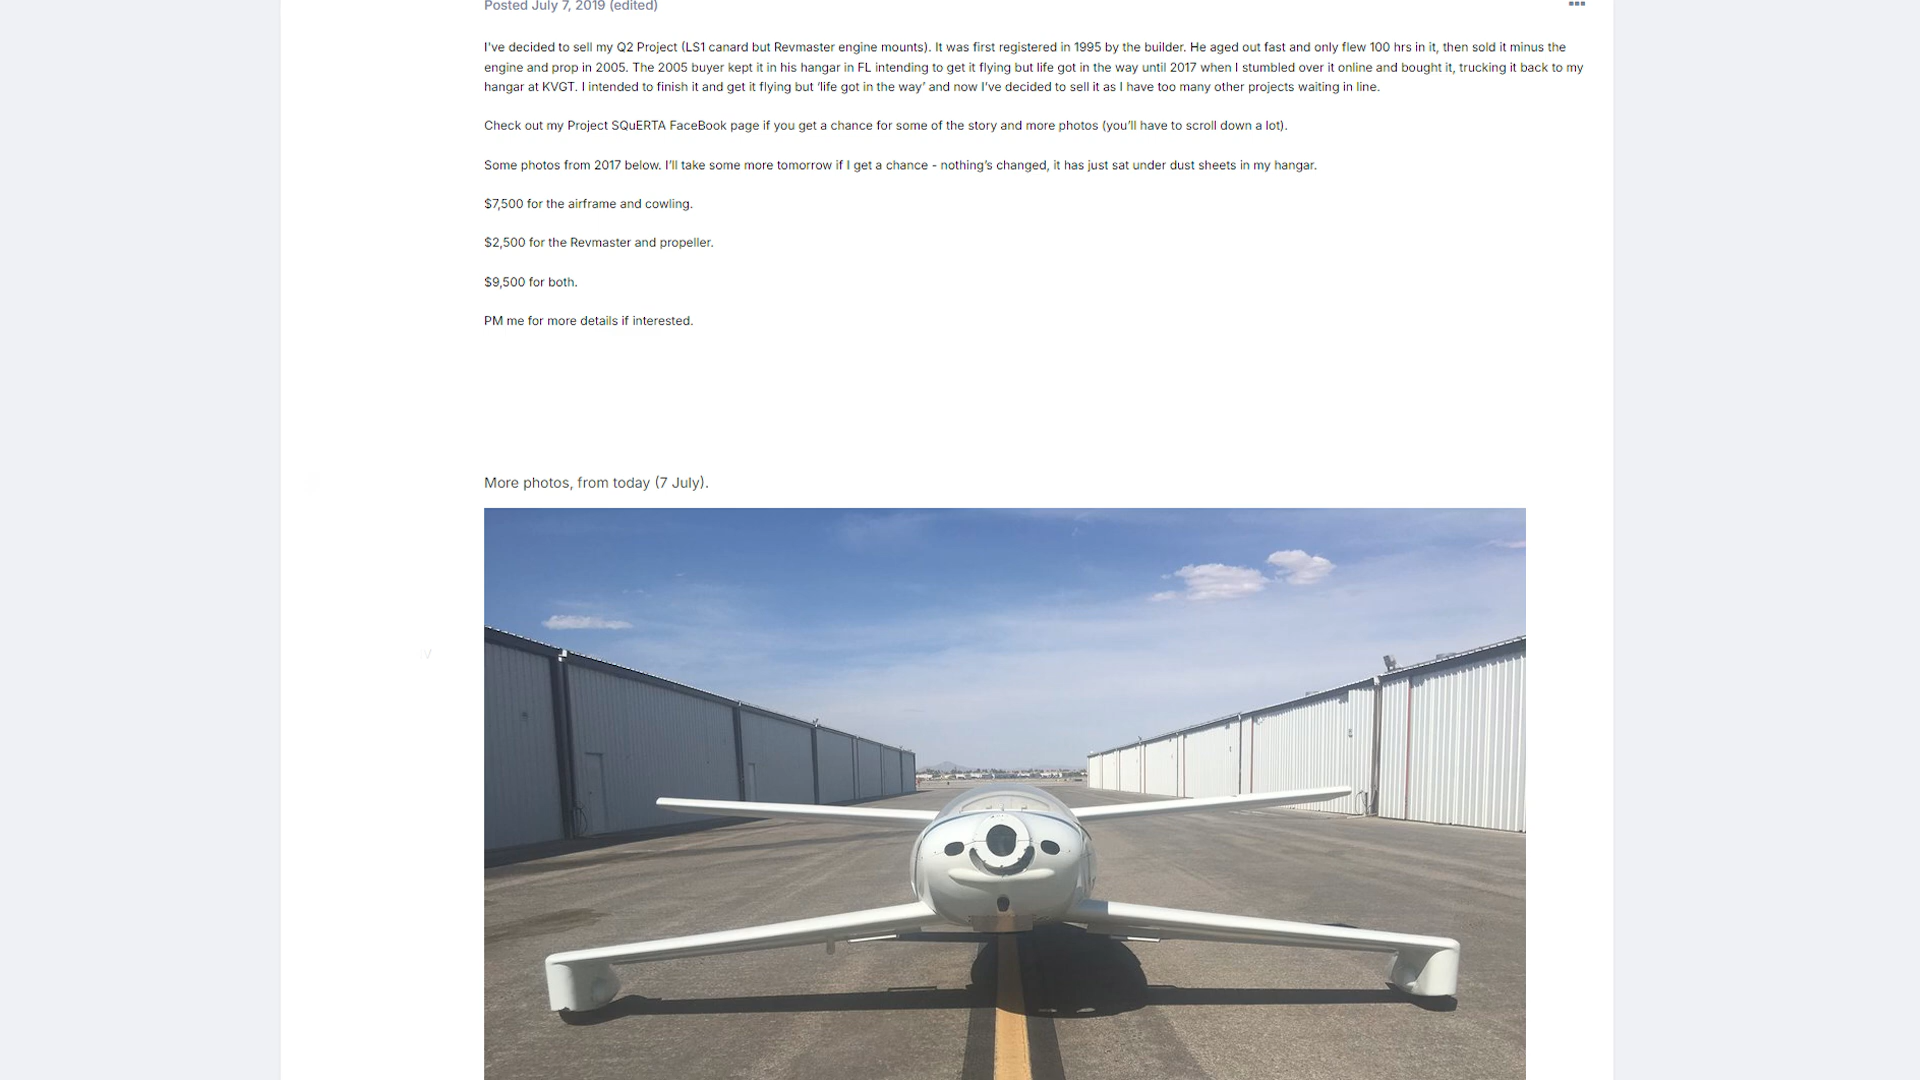 Posted July 7, 2019 (edited)
I've decided to sell my Q2 Project (LS1 canard but Revmaster engine mounts). It was first registered in 1995 by the builder. He aged out fast and only flew 100 hrs in it, then sold it minus the
engine and prop in 2005. The 2005 buyer kept it in his hangar in FL intending to get it flying but life got in the way until 2017 when I stumbled over it online and bought it, trucking it back to my
hangar at KVGT. I intended to finish it and get it flying but ‘life got in the way’ and now I’ve decided to sell it as I have too many other projects waiting in line.
Check out my Project SQuERTA FaceBook page if you get a chance for some of the story and more photos (you’ll have to scroll down a lot).
Some photos from 2017 below. I’ll take some more tomorrow if I get a chance - nothing’s changed, it has just sat under dust sheets in my hangar.
$7,500 for the airframe and cowling.
$2,500 for the Revmaster and propeller.
$9,500 for both.
PM me for more details if interested.
More photos, from today (7 July).